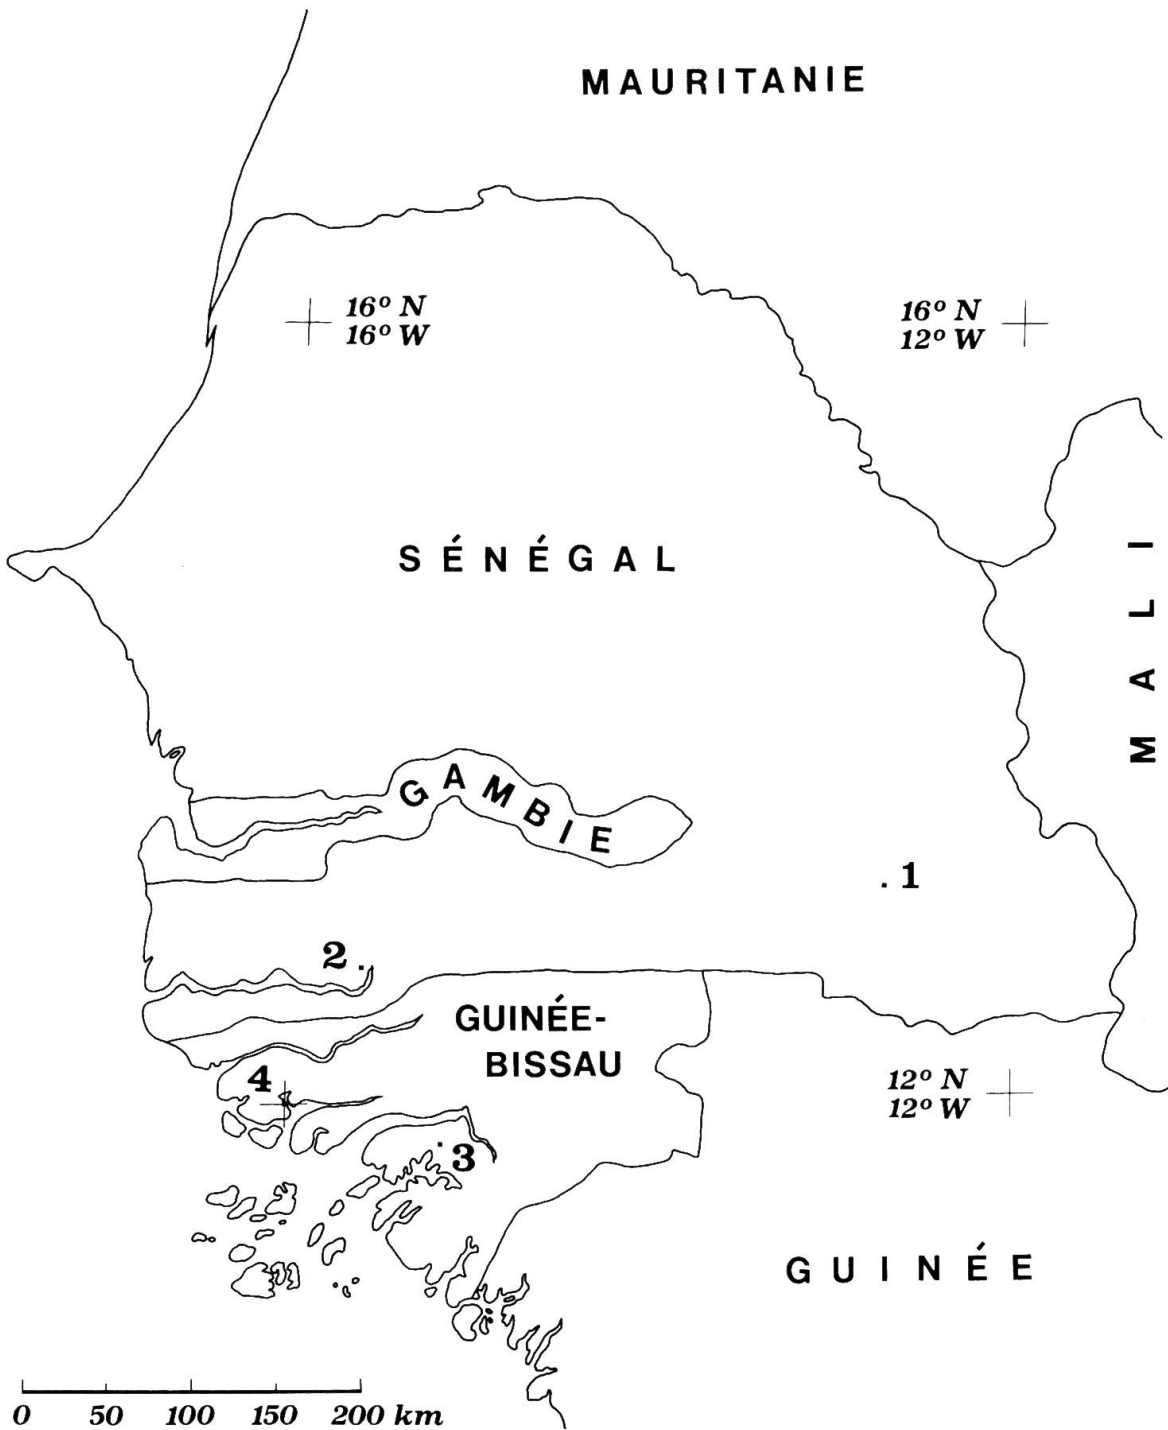 MAURITANIE
16° N
16° W
16° N
12° W
SÉNÉGAL
MALI
GAMBIE
1
2
GUINÉE-
BISSAU
4
12° N
12° W
3
GUINÉE
0 50 100 150 200 km